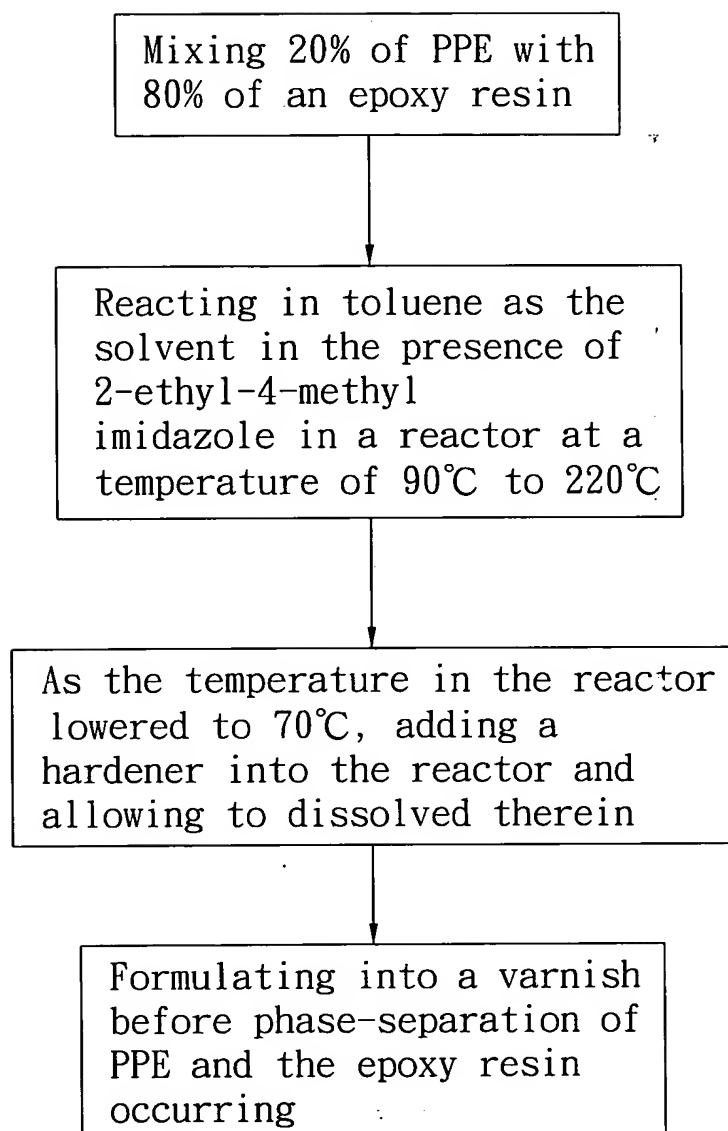 Mixing 20% of PPE with
80% of an epoxy resin
Reacting in toluene as the
solvent in the presence of
2-ethyl-4-methyl
imidazole in a reactor at a
temperature of 90℃ to 220℃
As the temperature in the reactor
lowered to 70℃, adding a
hardener into the reactor and
allowing to dissolved therein
Formulating into a varnish
before phase-separation of
PPE and the epoxy resin
occurring